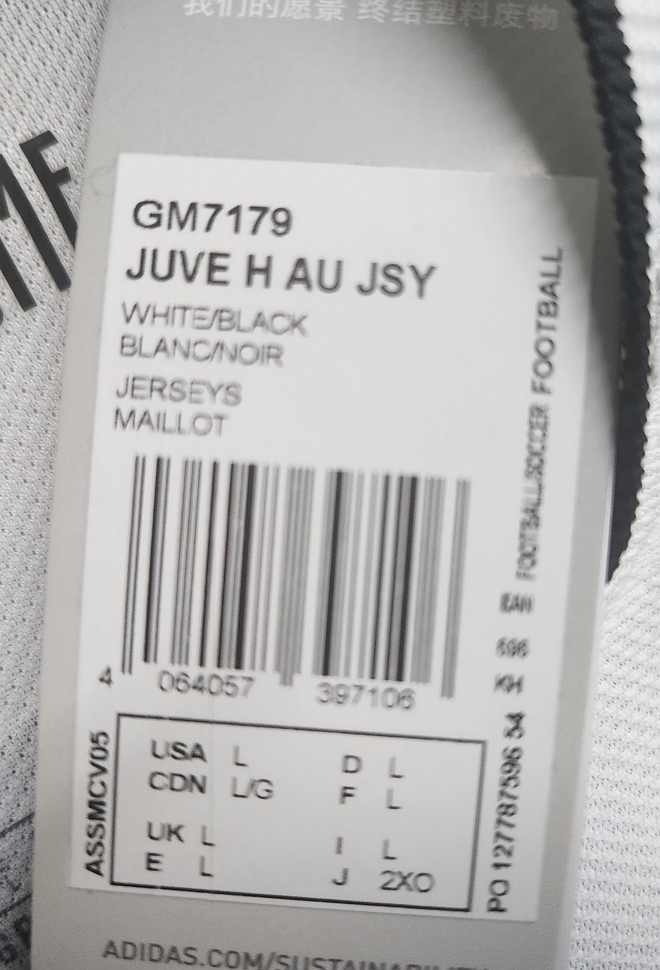 我们的愿景 终结塑料废物
GM7179
JUVE H AU JSY
WHITE/BLACK
BLANC/NOIR
JERSEYS
MAILLOT
4 064057 397106
FOOTBALL/SOCCER FOOTBALL
EAN
696
KH
PO 127787596 54
ASSMCV05
USA L D L
CDN L/G F L
UK L I L
E L J 2XO
ADIDAS.COM/SUSTAINABILIT